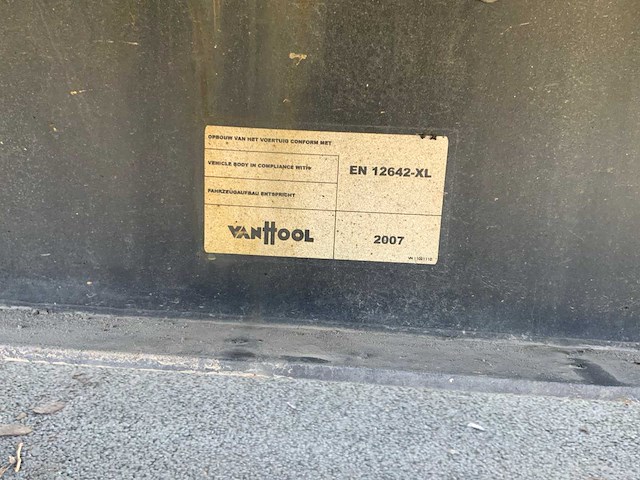 OPBOUW VAN HET VOERTUIG CONFORM MET
VEHICLE BODY IN COMPLIANCE WITH
FAHRZEUGAUFBAU ENTSPRICHT
EN 12642-XL
VANHOOL
2007